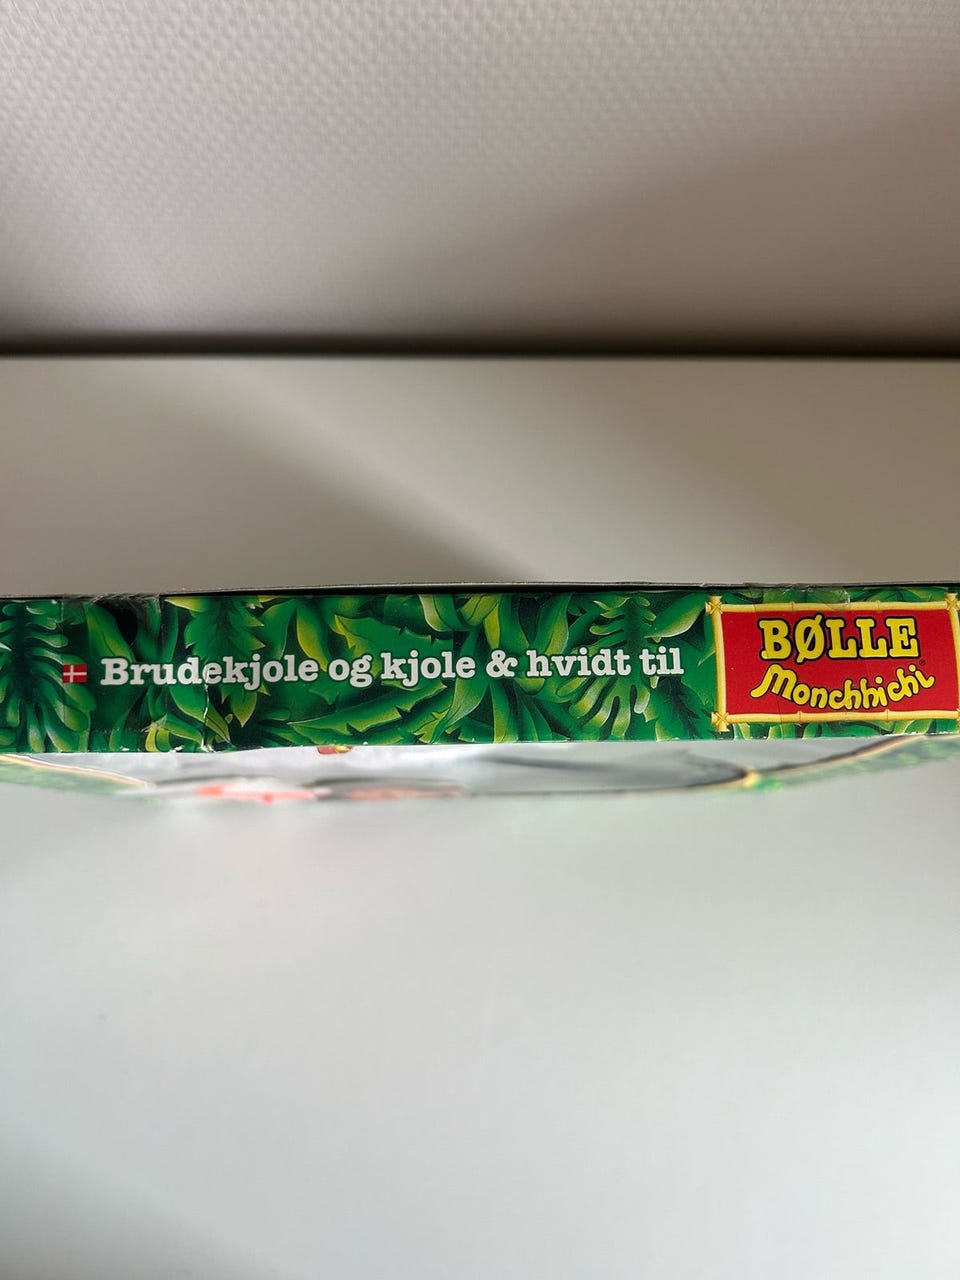 Brudekjole og kjole & hvidt til
BØLLE
Monchhichi